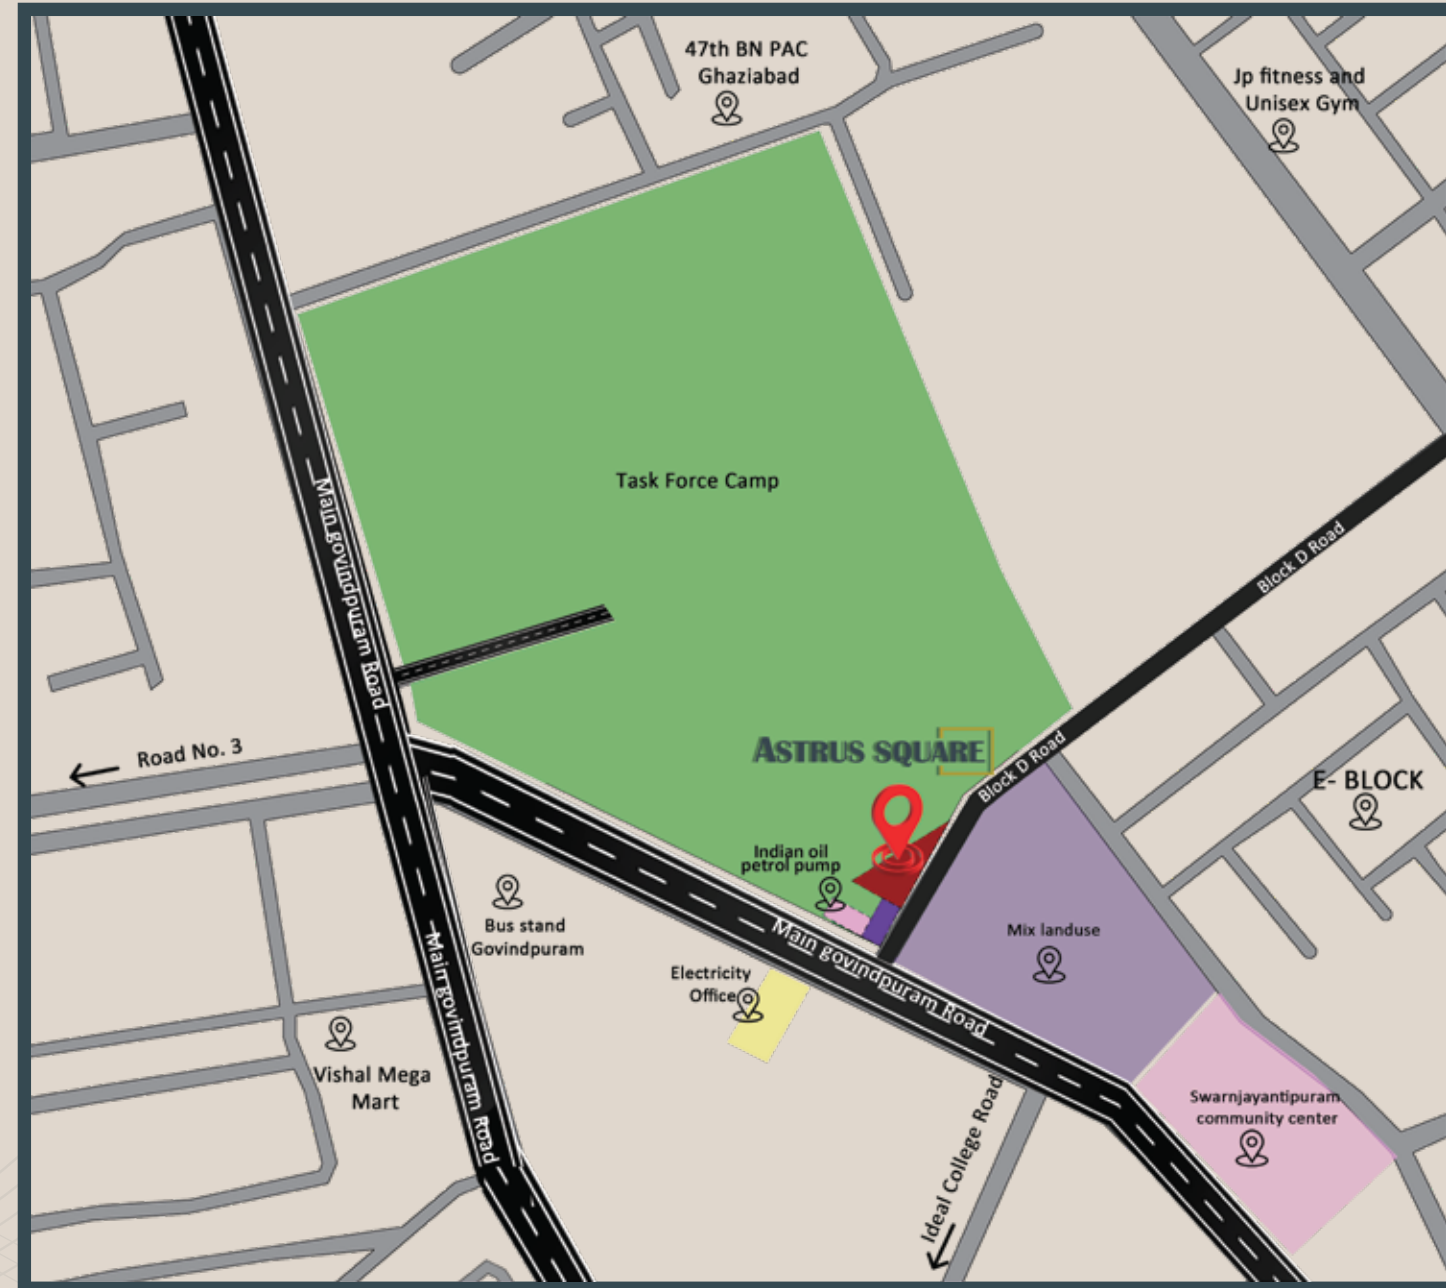 47th BN PAC
Ghaziabad
Jp fitness and
Unisex Gym
Task Force Camp
Main govindpuram Road
Block D Road
Road No. 3
ASTRUS SQUARE
Block D Road
E- BLOCK
Indian oil
petrol pump
Bus stand
Govindpuram
Main govindpuram Road
Mix landuse
Electricity
Office
Main govindpuram Road
Vishal Mega
Mart
Swarnjayantipuram
community center
Ideal College Road